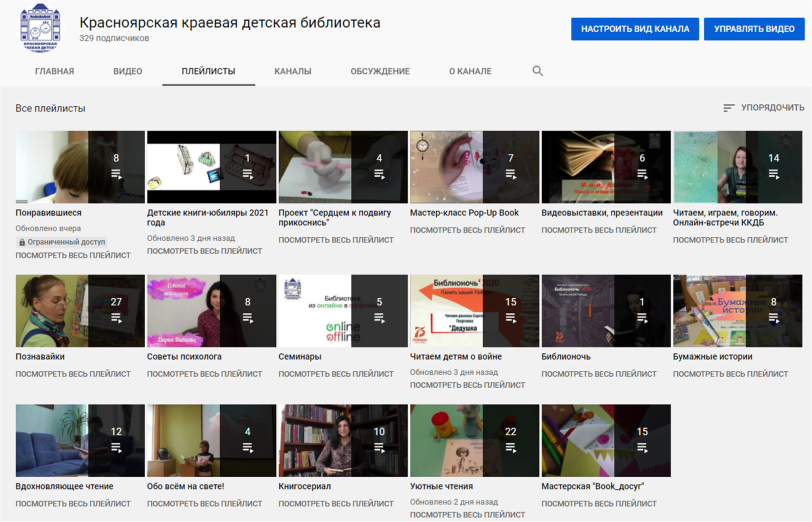 Красноярская краевая детская библиотека
329 подписчиков
НАСТРОИТЬ ВИД КАНАЛА
УПРАВЛЯТЬ ВИДЕО
ГЛАВНАЯ
ВИДЕО
ПЛЕЙЛИСТЫ
КАНАЛЫ
ОБСУЖДЕНИЕ
О КАНАЛЕ
Все плейлисты
УПОРЯДОЧИТЬ
8
Понравившиеся
Обновлено вчера
Ограниченный доступ
ПОСМОТРЕТЬ ВЕСЬ ПЛЕЙЛИСТ
1
Детские книги-юбиляры 2021
года
Обновлено 3 дня назад
ПОСМОТРЕТЬ ВЕСЬ ПЛЕЙЛИСТ
4
Проект "Сердцем к подвигу
прикоснись"
ПОСМОТРЕТЬ ВЕСЬ ПЛЕЙЛИСТ
7
Мастер-класс Pop-Up Book
ПОСМОТРЕТЬ ВЕСЬ ПЛЕЙЛИСТ
6
Видеовыставки, презентации
ПОСМОТРЕТЬ ВЕСЬ ПЛЕЙЛИСТ
14
Читаем, играем, говорим.
Онлайн-встречи ККДБ
ПОСМОТРЕТЬ ВЕСЬ ПЛЕЙЛИСТ
27
Познавайки
ПОСМОТРЕТЬ ВЕСЬ ПЛЕЙЛИСТ
Советы
8
Советы психолога
ПОСМОТРЕТЬ ВЕСЬ ПЛЕЙЛИСТ
Библиотека:
из онлайна в
online
offline
5
Семинары
ПОСМОТРЕТЬ ВЕСЬ ПЛЕЙЛИСТ
Библионочь 2020
Память нашей Победы
Читаем рассказ
"Дедушка
15
Читаем детям о войне
Обновлено 3 дня назад
ПОСМОТРЕТЬ ВЕСЬ ПЛЕЙЛИСТ
1
Библионочь
ПОСМОТРЕТЬ ВЕСЬ ПЛЕЙЛИСТ
Бумажные
истории
8
Бумажные истории
ПОСМОТРЕТЬ ВЕСЬ ПЛЕЙЛИСТ
12
Вдохновляющее чтение
ПОСМОТРЕТЬ ВЕСЬ ПЛЕЙЛИСТ
4
Обо всём на свете!
ПОСМОТРЕТЬ ВЕСЬ ПЛЕЙЛИСТ
10
Книгосериал
ПОСМОТРЕТЬ ВЕСЬ ПЛЕЙЛИСТ
22
Уютные чтения
Обновлено 2 дня назад
ПОСМОТРЕТЬ ВЕСЬ ПЛЕЙЛИСТ
15
Мастерская "Book_досуг"
ПОСМОТРЕТЬ ВЕСЬ ПЛЕЙЛИСТ